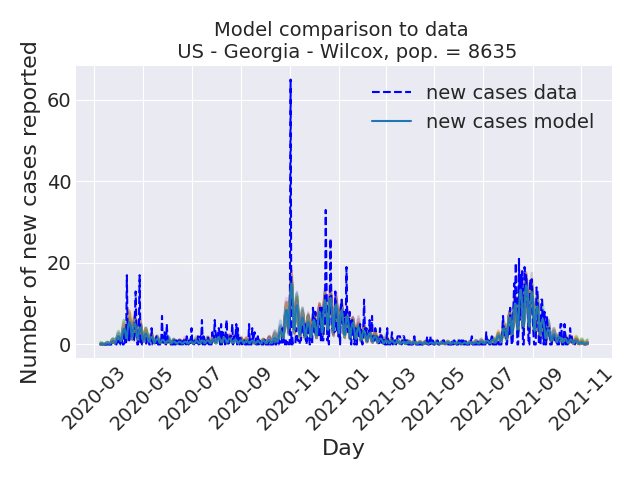 Model comparison to data
US - Georgia - Wilcox, pop. = 8635
Number of new cases reported
60
40
20
0
new cases data
new cases model
2020-03
2020-05
2020-07
2020-09
2020-11
2021-01
2021-03
2021-05
2021-07
2021-09
2021-11
Day